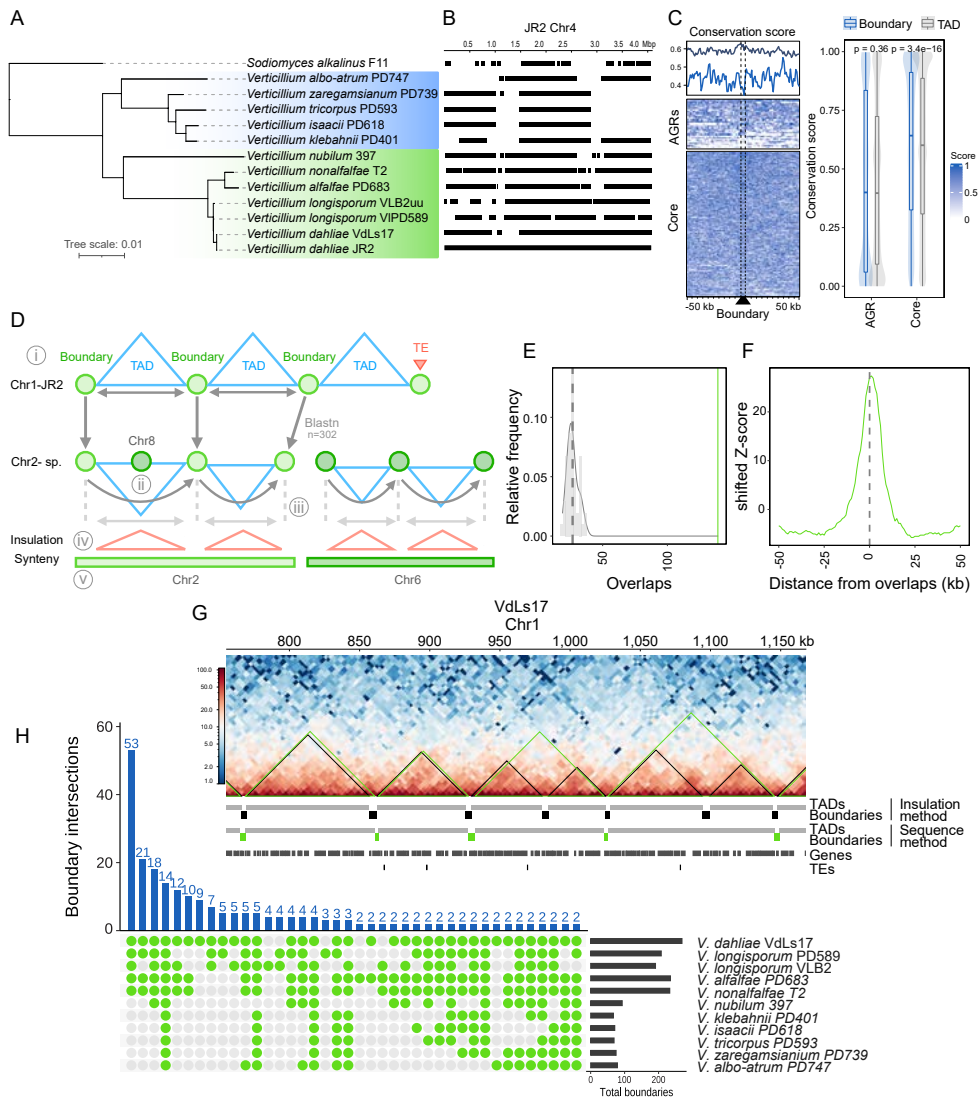 A
Sodiomyces alkalinus F11
Verticillium albo-atrum PD747
Verticillium zaregamsianum PD739
Verticillium tricorpus PD593
Verticillium isaacii PD618
Verticillium klebahnii PD401
Verticillium nubilum 397
Verticillium nonalfalfae T2
Verticillium alfalfae PD683
Verticillium longisporum VLB2uu
Verticillium longisporum VlPD589
Verticillium dahliae VdLs17
Verticillium dahliae JR2
Tree scale: 0.01
B
JR2 Chr4
0.5 1.0 1.5 2.0 2.5 3.0 3.5 4.0 Mbp
C
Conservation score
0.6
0.4
AGRs
Core
-50 kb 50 kb
Boundary
Boundary TAD
p = 0.36 p = 3.4e-16
Conservation score
1.00
0.75
0.50
0.25
0.00
AGR
Core
Score
1
0.5
0
D
i
Boundary Boundary Boundary TE
TAD TAD
Chr1-JR2
Blastn
n=302
Chr8
Chr2- sp.
ii
iii
Insulation
iv
Synteny
v
Chr2 Chr6
E
Relative frequency
0.10
0.05
0.00
50 100
Overlaps
F
shifted Z-score
20
0
-50 -25 0 25 50
Distance from overlaps (kb)
G
VdLs17
Chr1
800 850 900 950 1,000 1,050 1,100 1,150 kb
100.0
50.0
20.0
10.0
5.0
2.0
1.0
TADs Insulation
Boundaries method
TADs Sequence
Boundaries method
Genes
TEs
H
Boundary intersections
60
40
20
0
53 21 18 14 12 10 9 7 5 5 5 5 4 4 4 4 4 3 3 3 2 2 2 2 2 2 2 2 2 2 2 2 2 2 2 2 2 2 2 2
V. dahliae VdLs17
V. longisporum PD589
V. longisporum VLB2
V. alfalfae PD683
V. nonalfalfae T2
V. nubilum 397
V. klebahnii PD401
V. isaacii PD618
V. tricorpus PD593
V. zaregamsianium PD739
V. albo-atrum PD747
0 100 200
Total boundaries